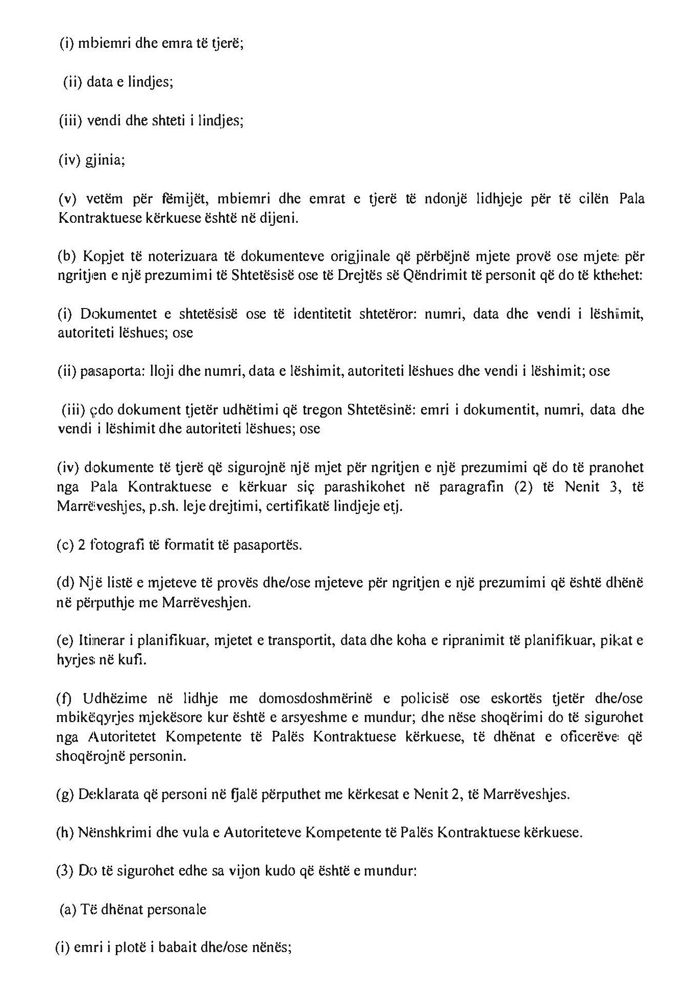 (i) mbiemri dhe emra të tjerë;
(ii) data e lindjes;
(iii) vendi dhe shteti i lindjes;
(iv) gjinia;
(v) vetëm për fëmijët, mbiemri dhe emrat e tjerë të ndonjë lidhjeje për të cilën Pala
Kontraktuese kërkuese është në dijeni.
(b) Kopjet të noterizuara të dokumenteve origjinale që përbëjnë mjete provë ose mjete për
ngritjen e një prezumimi të Shtetësisë ose të Drejtës së Qëndrimit të personit që do të kthehet:
(i) Dokumentet e shtetësisë ose të identitetit shtetëror: numri, data dhe vendi i lëshimit,
autoriteti lëshues; ose
(ii) pasaporta: lloji dhe numri, data e lëshimit, autoriteti lëshues dhe vendi i lëshimit; ose
(iii) çdo dokument tjetër udhëtimi që tregon Shtetësinë: emri i dokumentit, numri, data dhe
vendi i lëshimit dhe autoriteti lëshues; ose
(iv) dokumente të tjerë që sigurojnë një mjet për ngritjen e një prezumimi që do të pranohet
nga Pala Kontraktuese e kërkuar siç parashikohet në paragrafin (2) të Nenit 3, të
Marrëveshjes, p.sh. leje drejtimi, certifikatë lindjeje etj.
(c) 2 fotografi të formatit të pasaportës.
(d) Një listë e mjeteve të provës dhe/ose mjeteve për ngritjen e një prezumimi që është dhënë
në përputhje me Marrëveshjen.
(e) Itinerar i planifikuar, mjetet e transportit, data dhe koha e ripranimit të planifikuar, pikat e
hyrjes në kufi.
(f) Udhëzime në lidhje me domosdoshmërinë e policisë ose eskortës tjetër dhe/ose
mbikëqyrjes mjekësore kur është e arsyeshme e mundur; dhe nëse shoqërimi do të sigurohet
nga Autoritetet Kompetente të Palës Kontraktuese kërkuese, të dhënat e oficerëve që
shoqërojnë personin.
(g) Deklarata që personi në fjalë përputhet me kërkesat e Nenit 2, të Marrëveshjes.
(h) Nënshkrimi dhe vula e Autoriteteve Kompetente të Palës Kontraktuese kërkuese.
(3) Do të sigurohet edhe sa vijon kudo që është e mundur:
(a) Të dhënat personale
(i) emri i plotë i babait dhe/ose nënës;